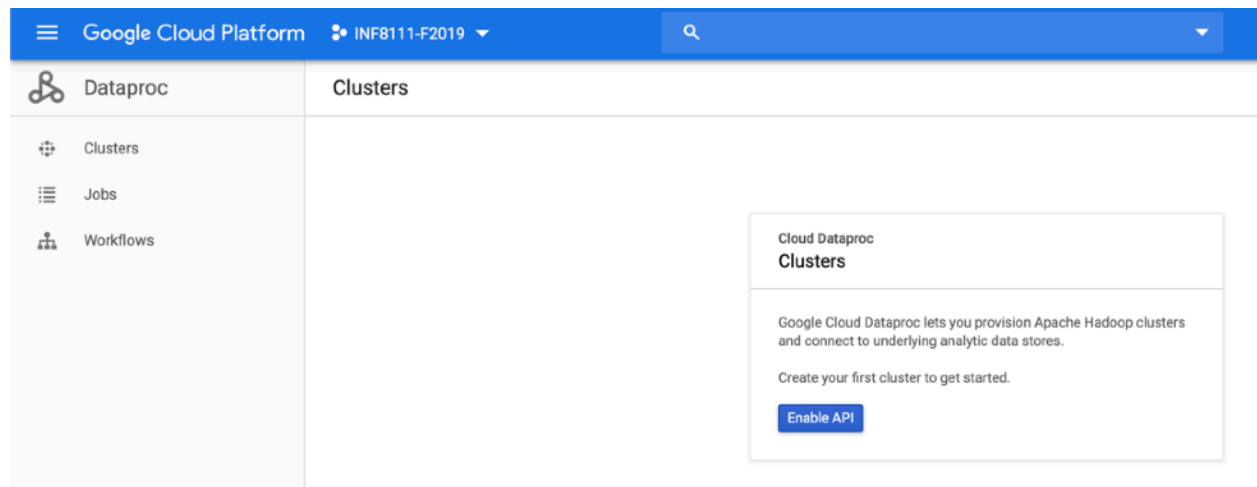 Google Cloud Platform INF8111-F2019
Dataproc
Clusters
Clusters
Jobs
Workflows
Cloud Dataproc
Clusters
Google Cloud Dataproc lets you provision Apache Hadoop clusters
and connect to underlying analytic data stores.
Create your first cluster to get started.
Enable API